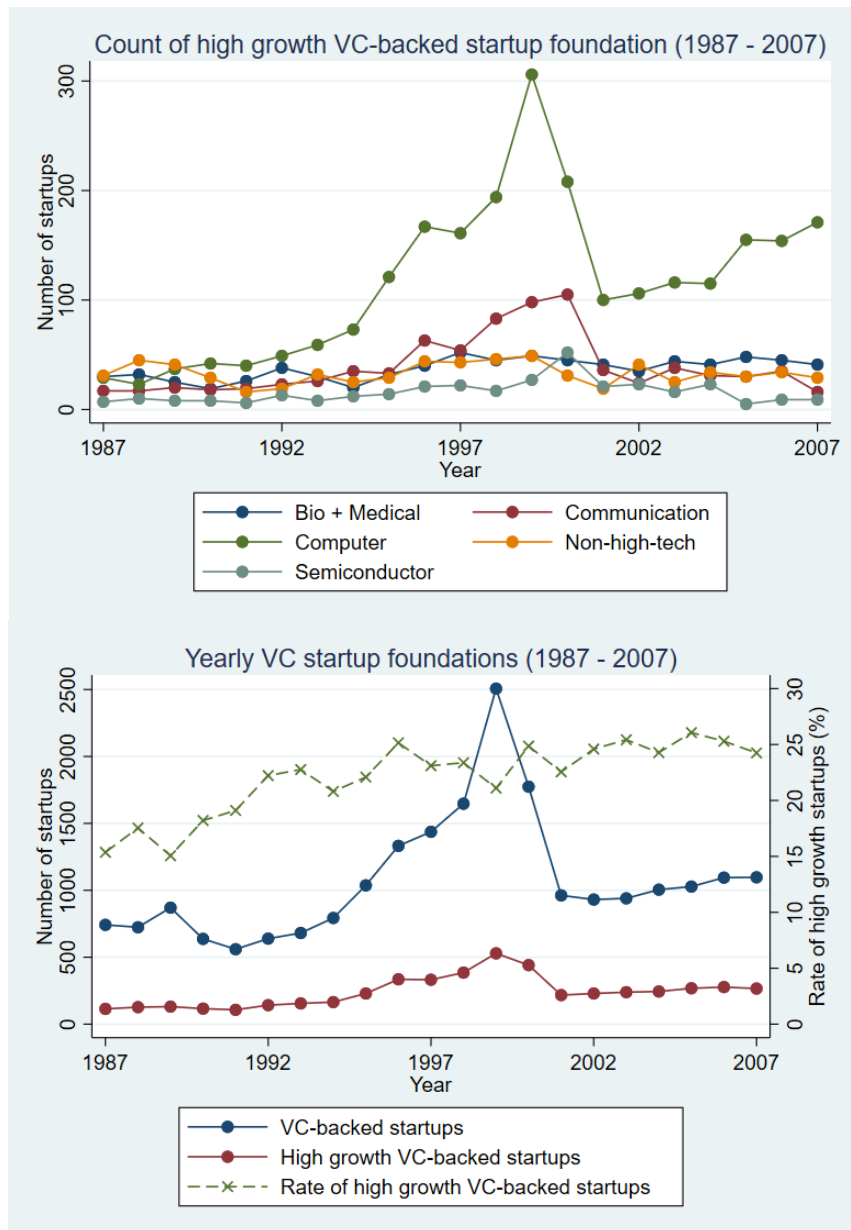 Count of high growth VC-backed startup foundation (1987 - 2007)
Number of startups
300
200
100
0
1987 1992 1997 2002 2007
Year
Bio + Medical Communication
Computer Non-high-tech
Semiconductor
Yearly VC startup foundations (1987 - 2007)
Number of startups
2500
2000
1500
1000
500
0
30
25
20
15
10
5
0
Rate of high growth startups (%)
1987 1992 1997 2002 2007
Year
VC-backed startups
High growth VC-backed startups
Rate of high growth VC-backed startups